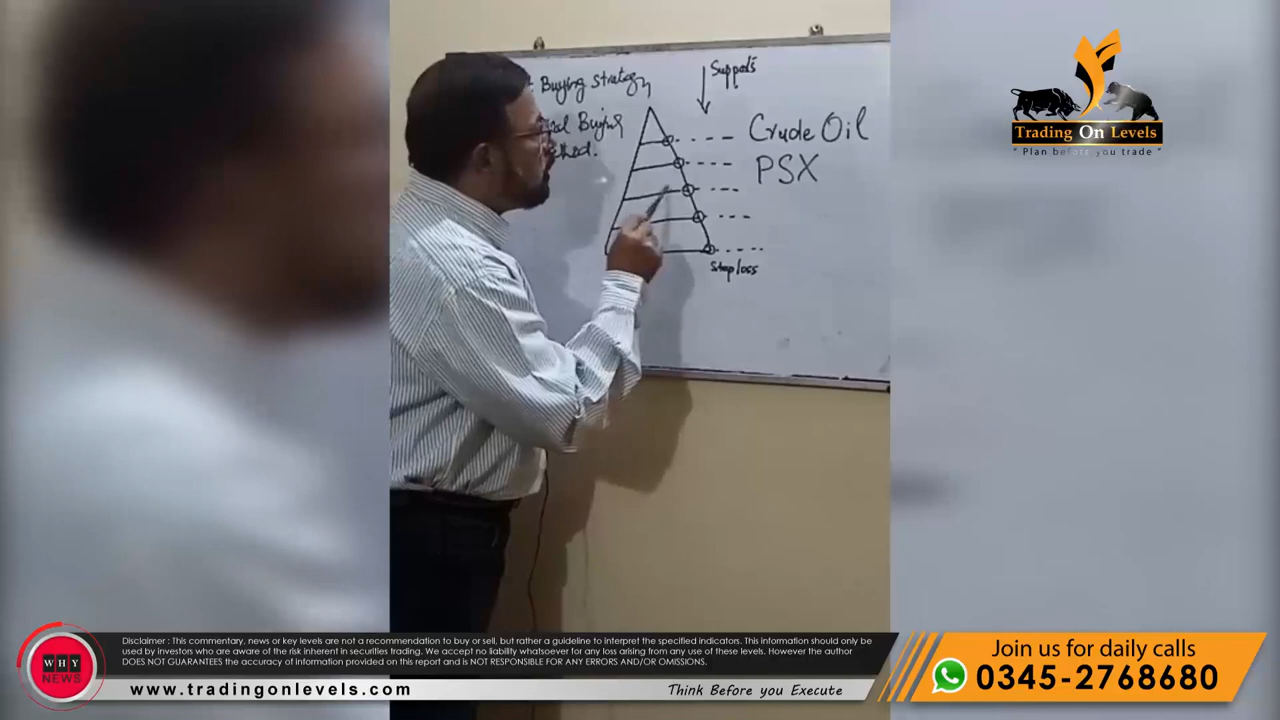 Buying Strategy
Buying
Supports
Crude Oil
PSX
Stop loss
Trading On Levels
" Plan before you trade "
WHY
NEWS
Disclaimer : This commentary, news or key levels are not a recommendation to buy or sell, but rather a guideline to interpret the specified indicators. This information should only be
used by investors who are aware of the risk inherent in securities trading. We accept no liability whatsoever for any loss arising from any use of these levels. However the author
DOES NOT GUARANTEES the accuracy of information provided on this report and is NOT RESPONSIBLE FOR ANY ERRORS AND/OR OMISSIONS.
www.tradingonlevels.com
Think Before you Execute
Join us for daily calls
0345-2768680